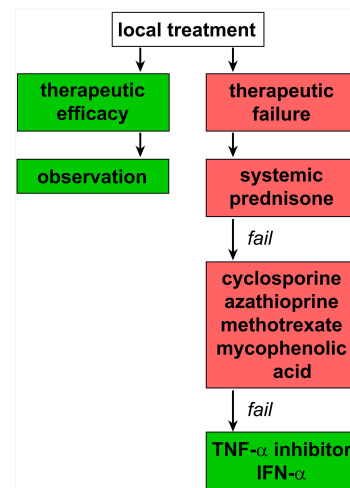 local treatment
therapeutic
efficacy
therapeutic
failure
observation
systemic
prednisone
fail
cyclosporine
azathioprine
methotrexate
mycophenolic
acid
fail
TNF-α inhibitor
IFN-α